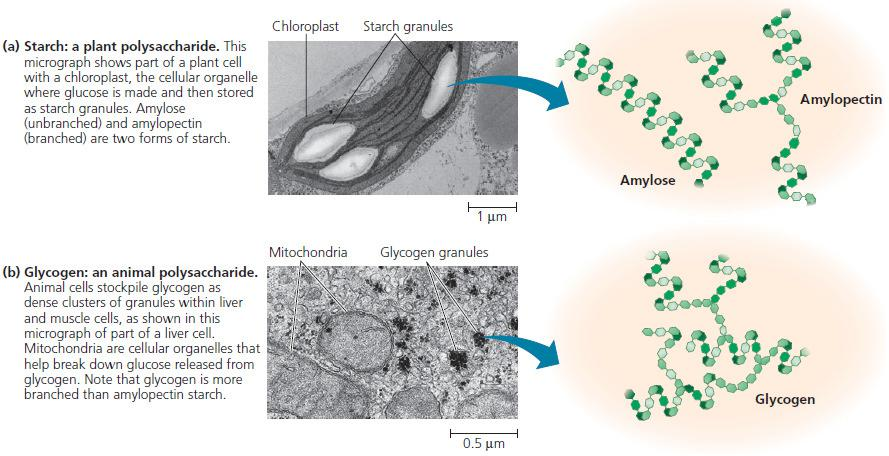 Chloroplast Starch granules
(a) Starch: a plant polysaccharide. This
micrograph shows part of a plant cell
with a chloroplast, the cellular organelle
where glucose is made and then stored
as starch granules. Amylose
(unbranched) and amylopectin
(branched) are two forms of starch.
Amylopectin
Amylose
1 µm
Mitochondria Glycogen granules
(b) Glycogen: an animal polysaccharide.
Animal cells stockpile glycogen as
dense clusters of granules within liver
and muscle cells, as shown in this
micrograph of part of a liver cell.
Mitochondria are cellular organelles that
help break down glucose released from
glycogen. Note that glycogen is more
branched than amylopectin starch.
Glycogen
0.5 µm